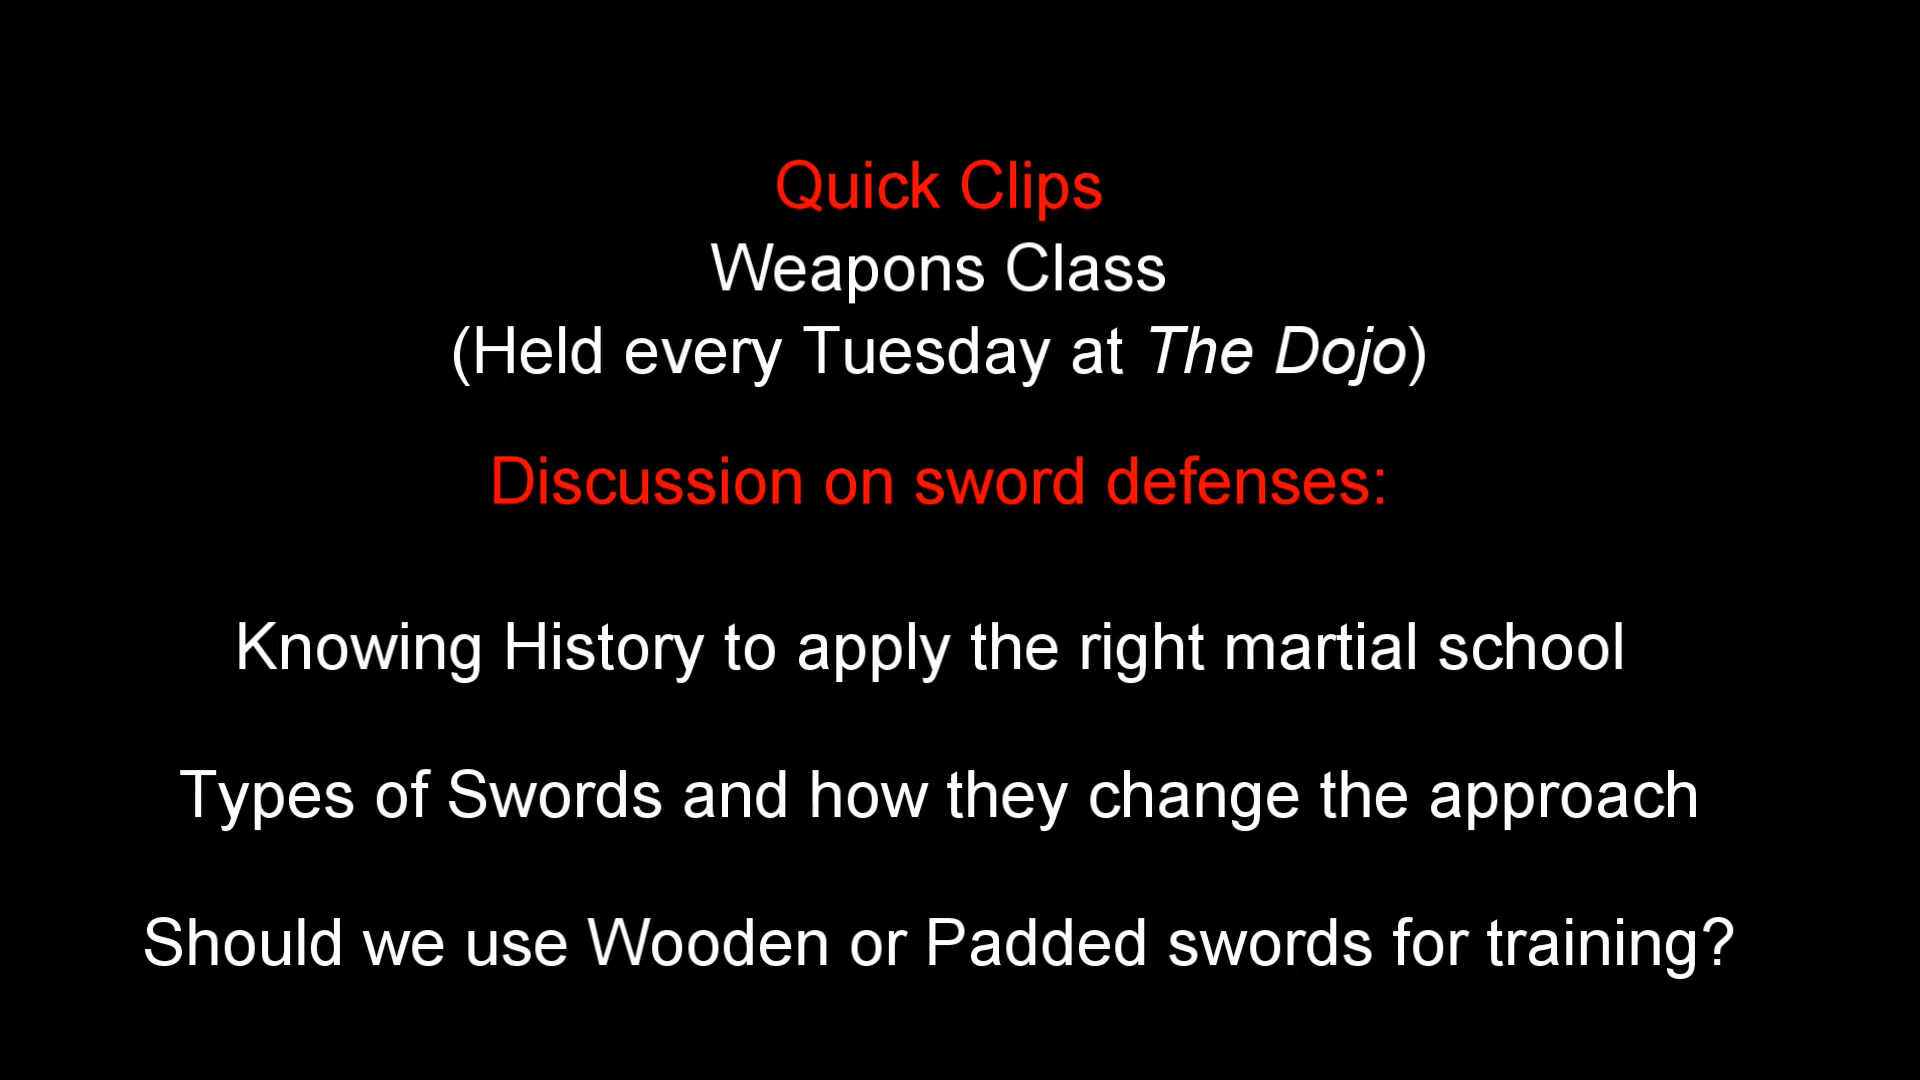 Quick Clips
Weapons Class
(Held every Tuesday at The Dojo)
Discussion on sword defenses:
Knowing History to apply the right martial school
Types of Swords and how they change the approach
Should we use Wooden or Padded swords for training?